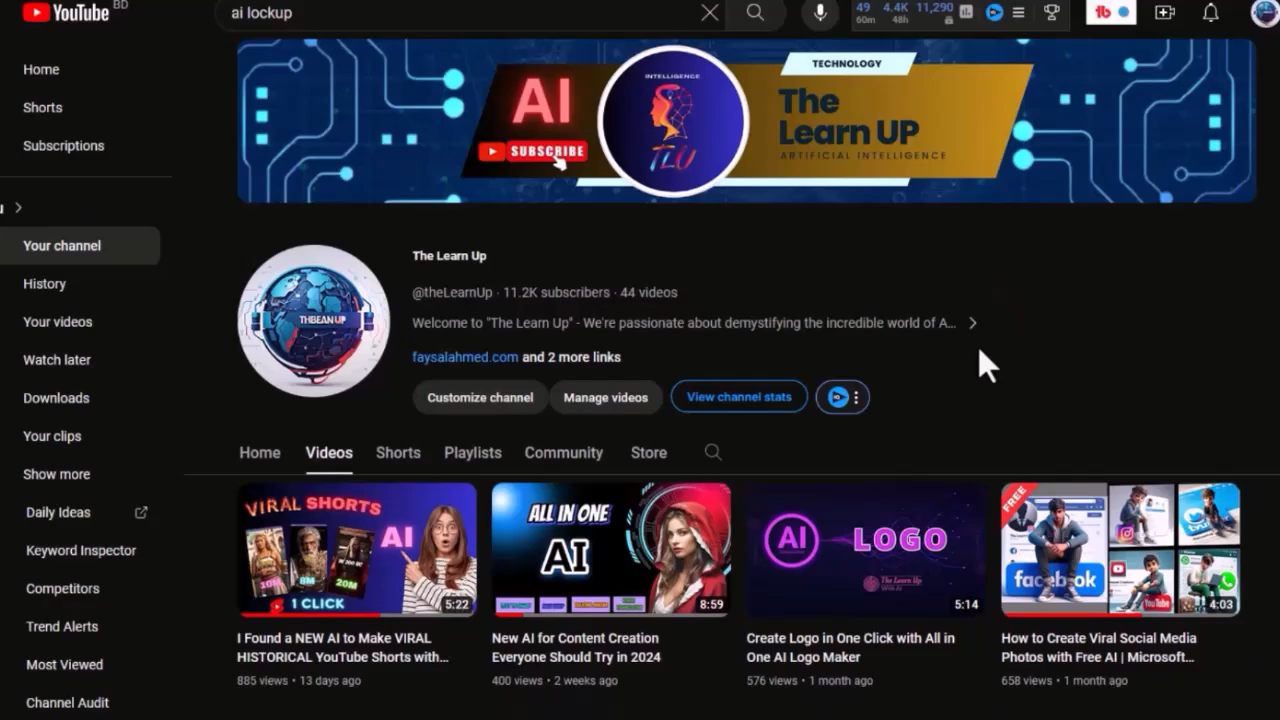 YouTube BD
ai lockup
49 4.4K 11,290
60m 48h
Home
Shorts
Subscriptions
Your channel
History
Your videos
Watch later
Downloads
Your clips
Show more
Daily Ideas
Keyword Inspector
Competitors
Trend Alerts
Most Viewed
Channel Audit
AI
SUBSCRIBE
INTELLIGENCE
TLU
TECHNOLOGY
The
Learn UP
ARTIFICIAL INTELLIGENCE
THBEAN UP
The Learn Up
@theLearnUp · 11.2K subscribers · 44 videos
Welcome to "The Learn Up" - We're passionate about demystifying the incredible world of A...
faysalahmed.com and 2 more links
Customize channel
Manage videos
View channel stats
Home
Videos
Shorts
Playlists
Community
Store
VIRAL SHORTS
AI
10M
8M
20M
1 CLICK
5:22
I Found a NEW AI to Make VIRAL
HISTORICAL YouTube Shorts with...
885 views · 13 days ago
ALL IN ONE
AI
8:59
New AI for Content Creation
Everyone Should Try in 2024
400 views · 2 weeks ago
AI
LOGO
The Learn Up
With AI
5:14
Create Logo in One Click with All in
One AI Logo Maker
576 views · 1 month ago
FREE
facebook
YouTube
4:03
How to Create Viral Social Media
Photos with Free AI | Microsoft...
658 views · 1 month ago